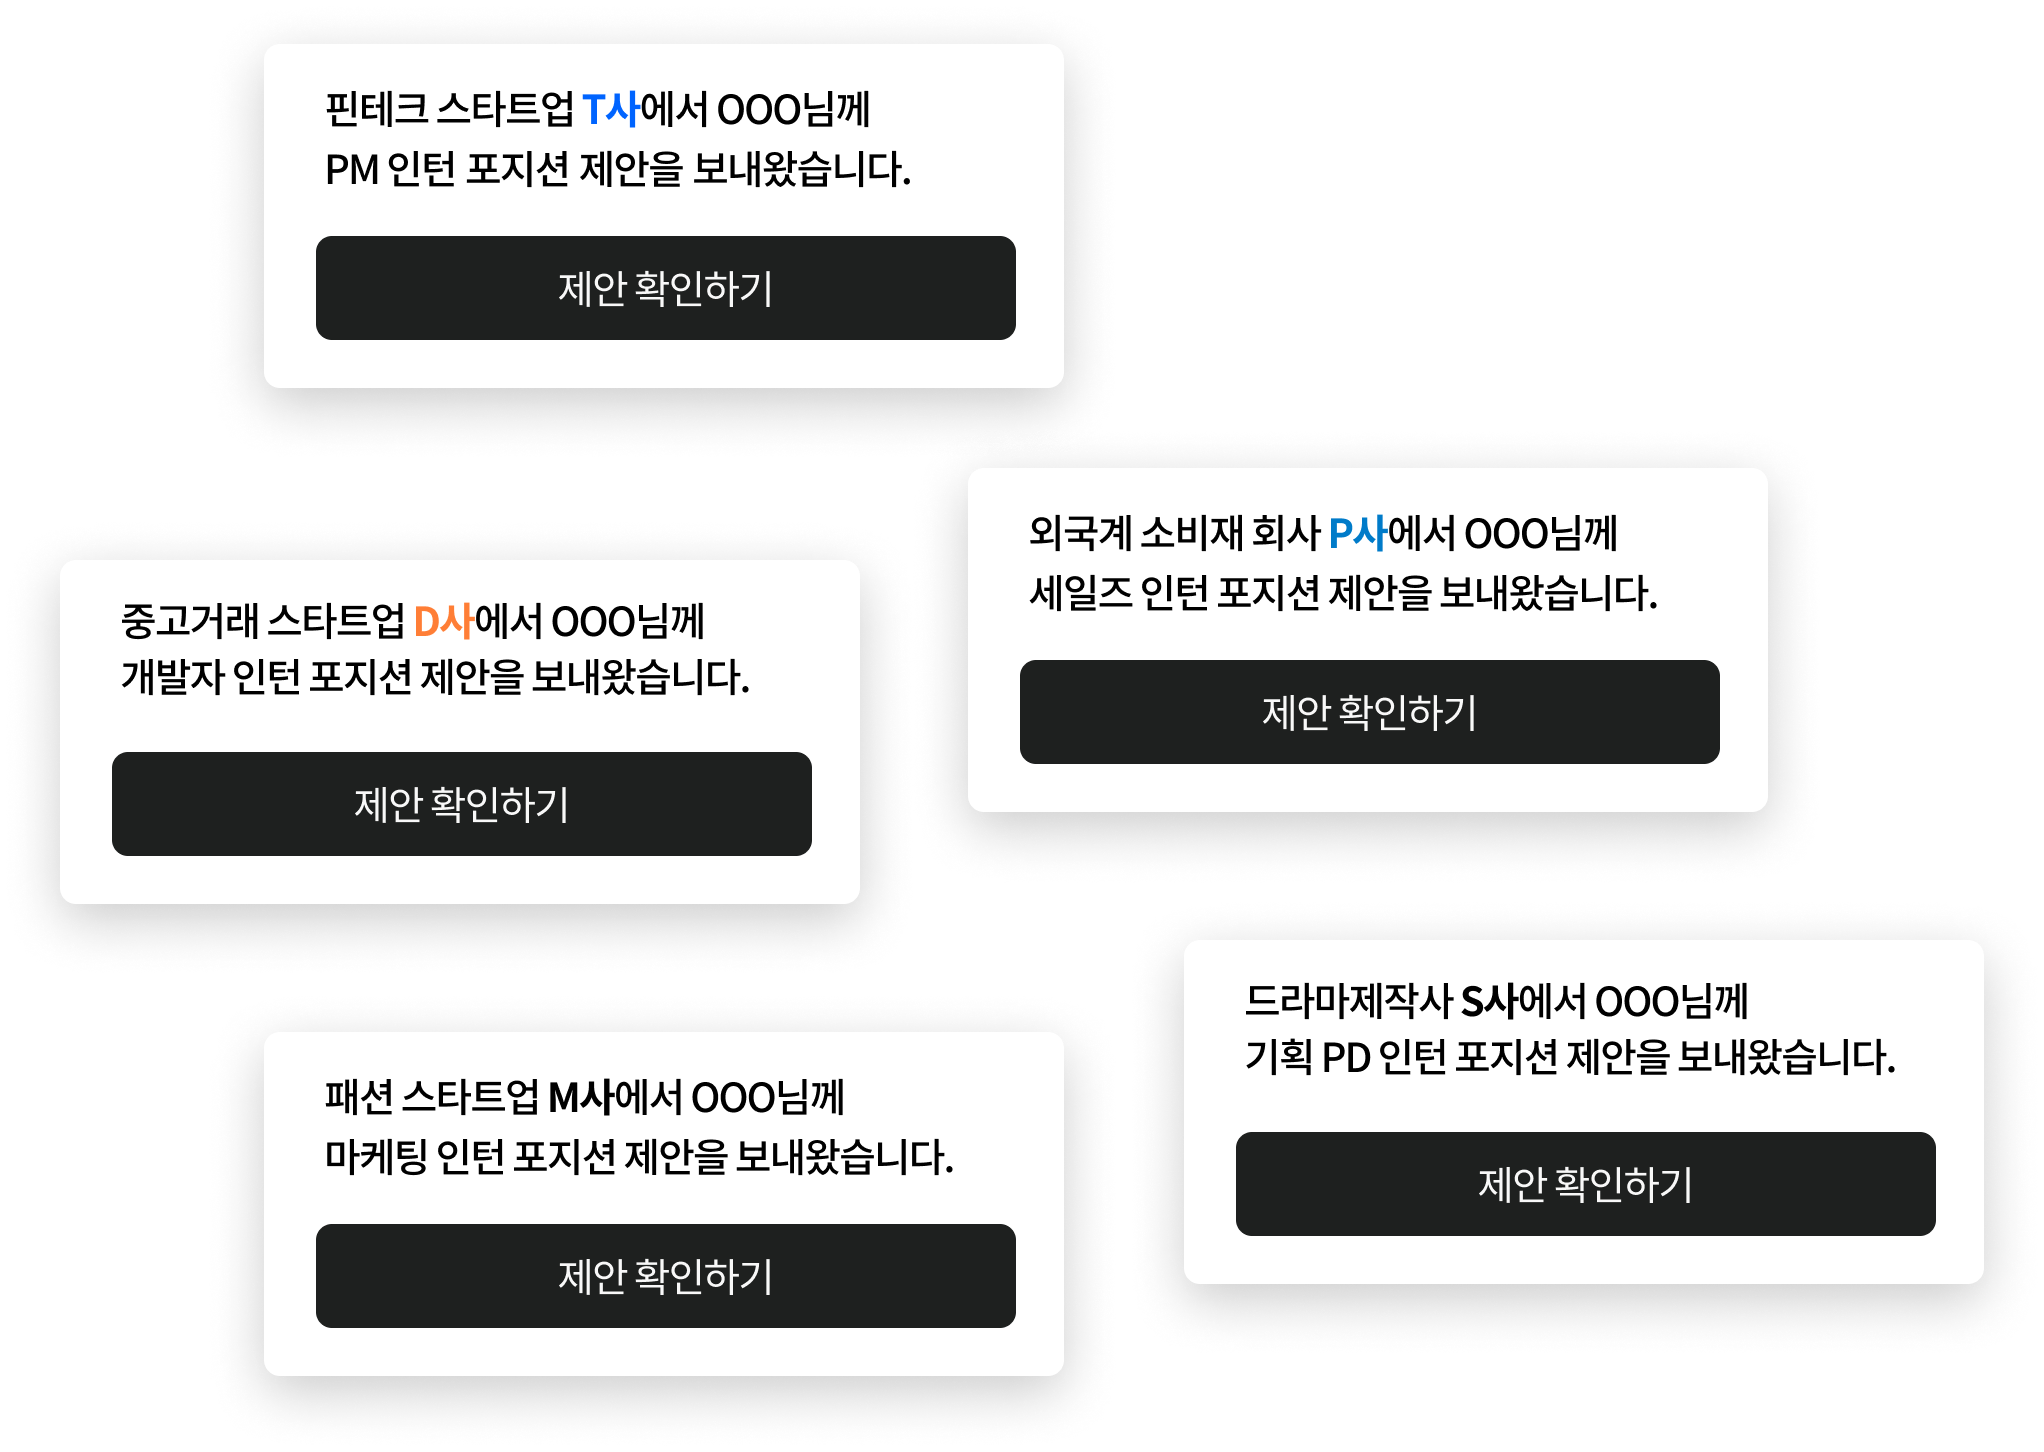 핀테크 스타트업 T사에서 OOO님께
PM 인턴 포지션 제안을 보내왔습니다.
제안 확인하기
외국계 소비재 회사 P사에서 OOO님께
세일즈 인턴 포지션 제안을 보내왔습니다.
제안 확인하기
중고거래 스타트업 D사에서 OOO님께
개발자 인턴 포지션 제안을 보내왔습니다.
제안 확인하기
드라마제작사 S사에서 OOO님께
기획 PD 인턴 포지션 제안을 보내왔습니다.
제안 확인하기
패션 스타트업 M사에서 OOO님께
마케팅 인턴 포지션 제안을 보내왔습니다.
제안 확인하기